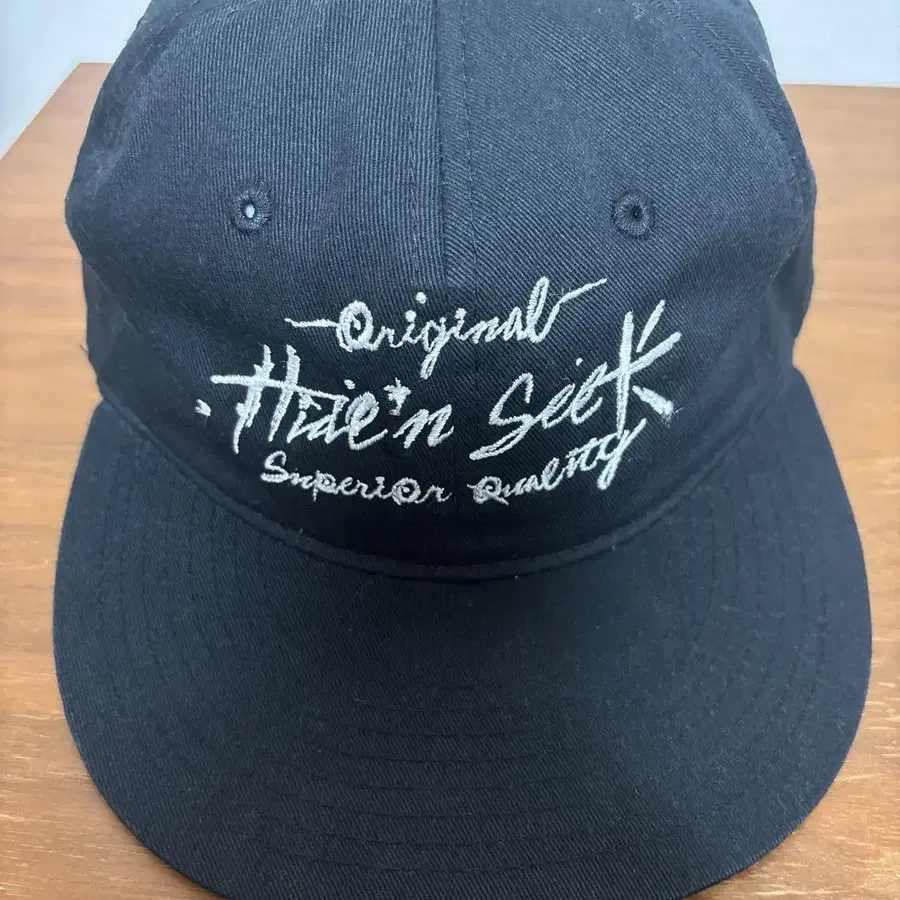 Original
Hide'n Seek
Superior Quality